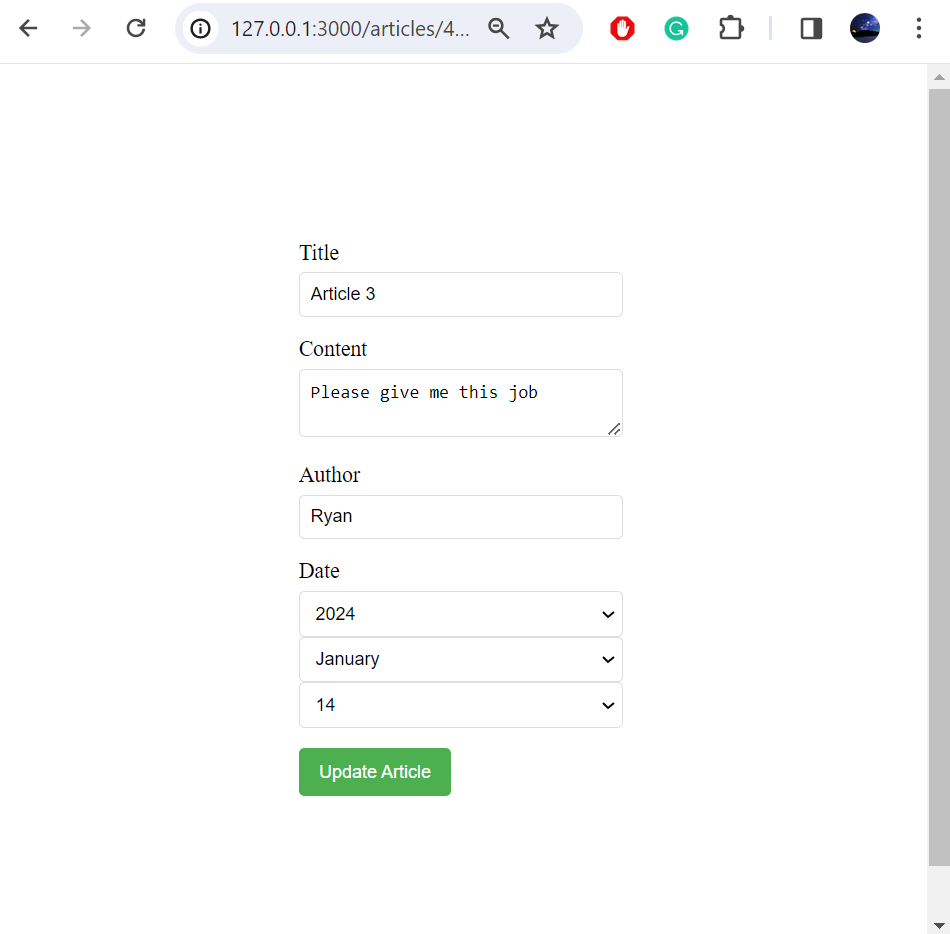 127.0.0.1:3000/articles/4...
Title
Article 3
Content
Please give me this job
Author
Ryan
Date
2024
January
14
Update Article